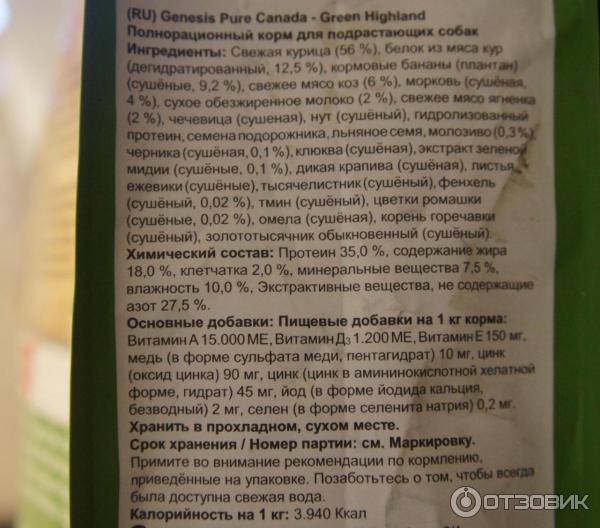 (RU) Genesis Pure Canada - Green Highland
Полнорационный корм для подрастающих собак
Ингредиенты: Свежая курица (56 %), белок из мяса кур
(дегидратированный, 12,5 %), кормовые бананы (плантан)
(сушёные, 9,2 %), свежее мясо коз (6 %), морковь (сушёная,
4 %), сухое обезжиренное молоко (2 %), свежее мясо ягненка
(2 %), чечевица (сушеная), нут (сушёный), гидролизованный
протеин, семена подорожника, льняное семя, молозиво (0,3%),
черника (сушёная, 0,1 %), клюква (сушёная), экстракт зеленой
мидии (сушёные, 0,1 %), дикая крапива (сушёная), листья
ежевики (сушёные), тысячелистник (сушёный), фенхель
(сушёный, 0,02 %), тмин (сушёный), цветки ромашки
(сушёные, 0,02 %), омела (сушёная), корень горечавки
(сушёный), золототысячник обыкновенный (сушёный).
Химический состав: Протеин 35,0 %, содержание жира
18,0 %, клетчатка 2,0 %, минеральные вещества 7,5 %,
влажность 10,0 %, Экстрактивные вещества, не содержащие
азот 27,5 %.
Основные добавки: Пищевые добавки на 1 кг корма:
Витамин А 15.000 МЕ, Витамин Д3 1.200 МЕ, Витамин Е 150 мг,
медь (в форме сульфата меди, пентагидрат) 10 мг, цинк
(оксид цинка) 90 мг, цинк (цинк в амининокислотной хелатной
форме, гидрат) 45 мг, йод (в форме йодида кальция,
безводный) 2 мг, селен (в форме селенита натрия) 0,2 мг.
Хранить в прохладном, сухом месте.
Срок хранения / Номер партии: см. Маркировку.
Примите во внимание рекомендации по кормлению,
приведённые на упаковке. Позаботьтесь о том, чтобы всегда
была доступна свежая вода.
Калорийность на 1 кг: 3.940 Ккал
ОТЗОВИК